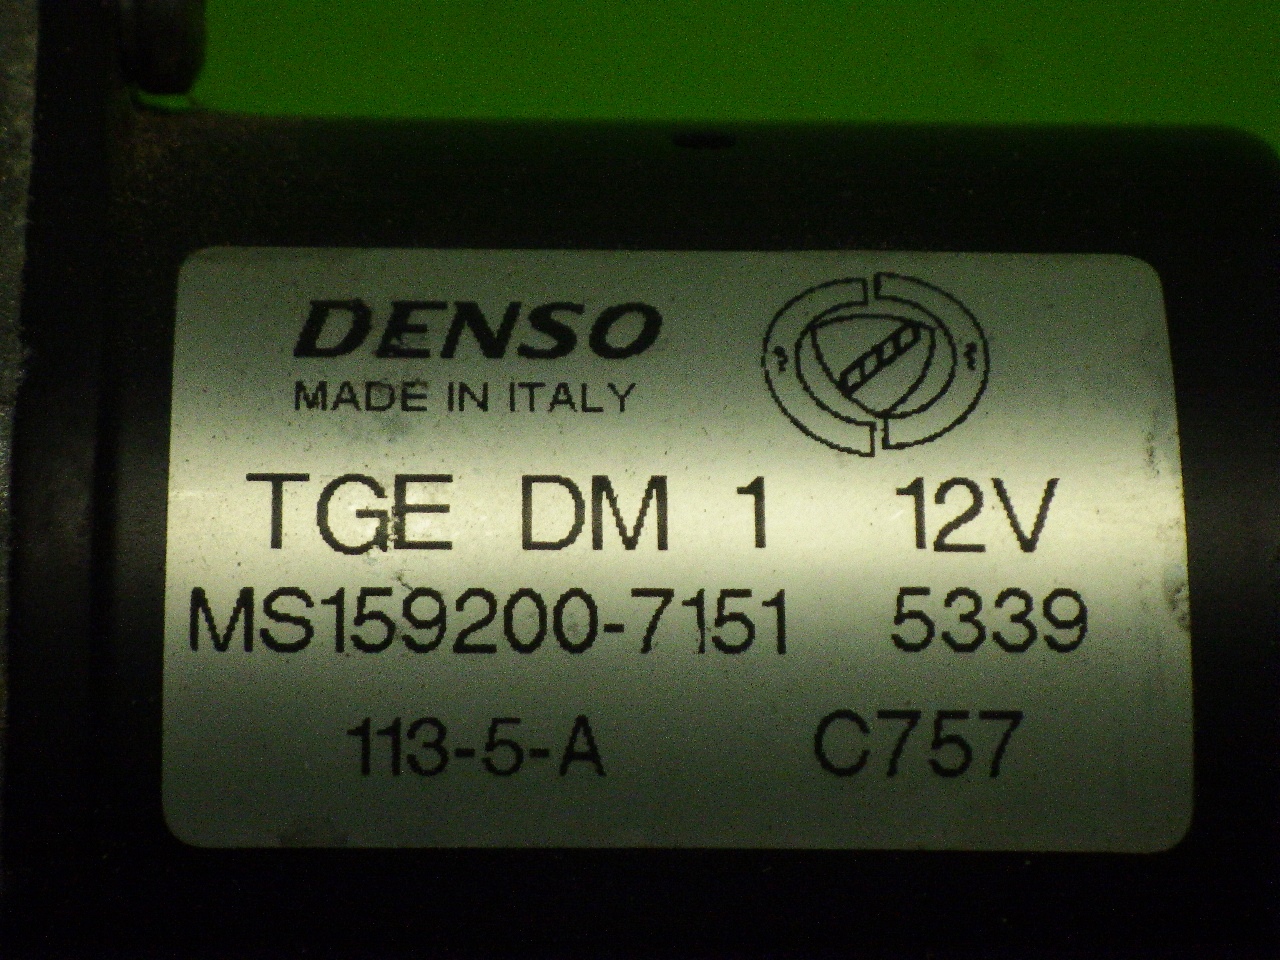 DENSO
MADE IN ITALY
TGE DM 1 12V
MS159200-7151 5339
113-5-A C757